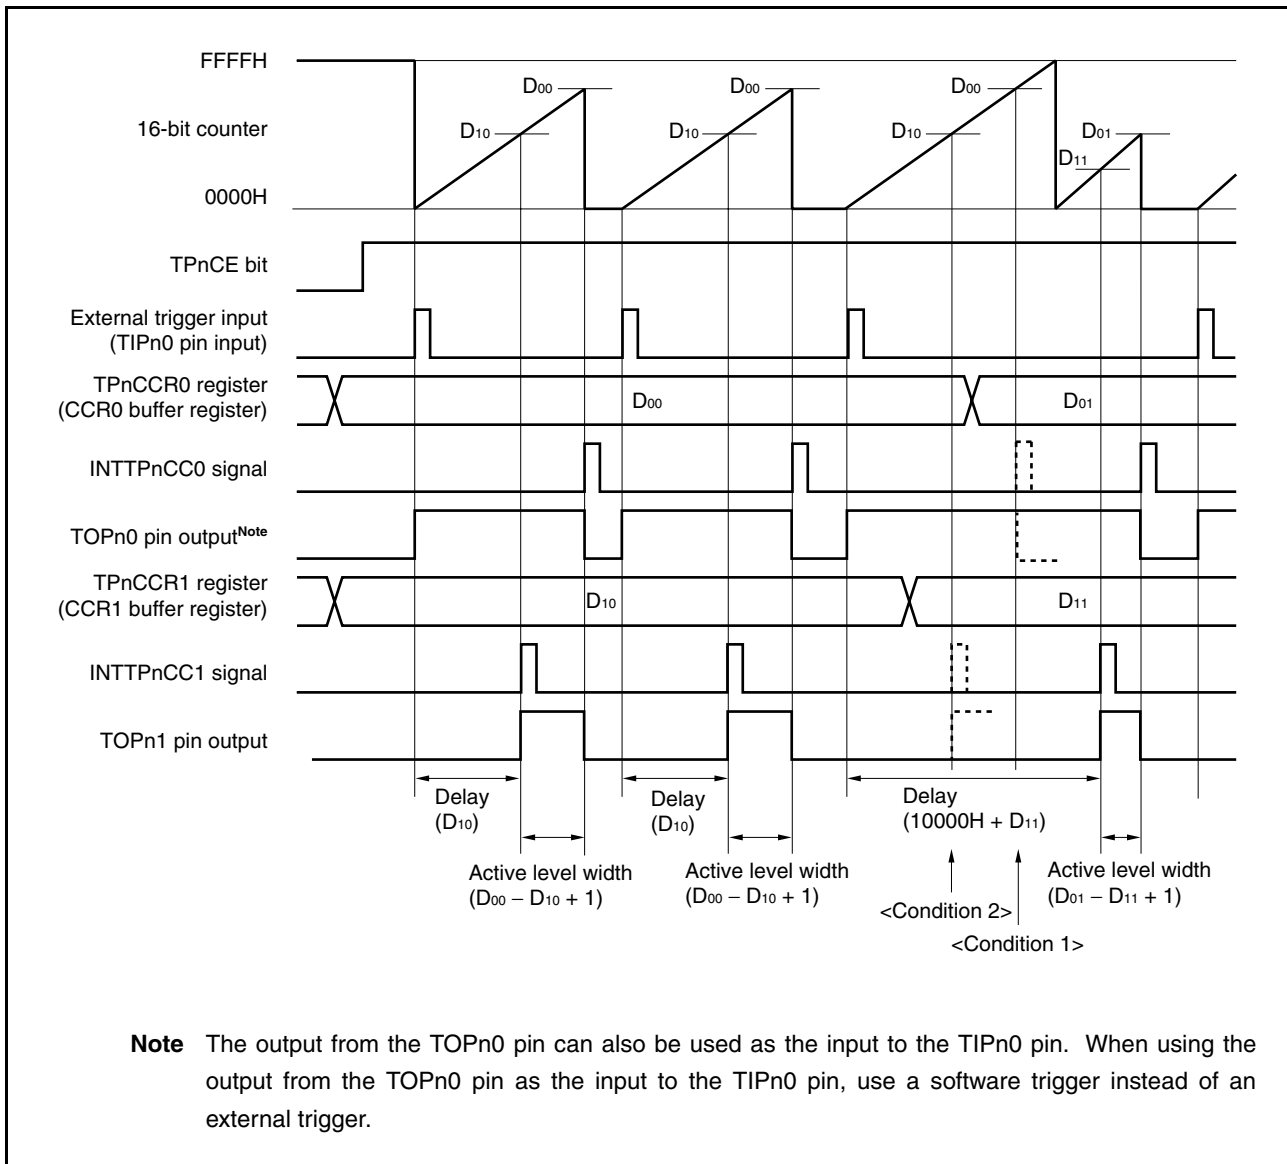 FFFFH
D00 D00 D00
16-bit counter D10 D10 D10 D01
D11
0000H
TPnCE bit
External trigger input
(TIPn0 pin input)
TPnCCR0 register
(CCR0 buffer register) D00 D01
INTTPnCC0 signal
TOPn0 pin outputNote
TPnCCR1 register
(CCR1 buffer register) D10 D11
INTTPnCC1 signal
TOPn1 pin output
Delay Delay Delay
(D10) (D10) (10000H + D11)
Active level width Active level width Active level width
(D00 − D10 + 1) (D00 − D10 + 1) (D01 − D11 + 1)
<Condition 2>
<Condition 1>
Note The output from the TOPn0 pin can also be used as the input to the TIPn0 pin. When using the
output from the TOPn0 pin as the input to the TIPn0 pin, use a software trigger instead of an
external trigger.